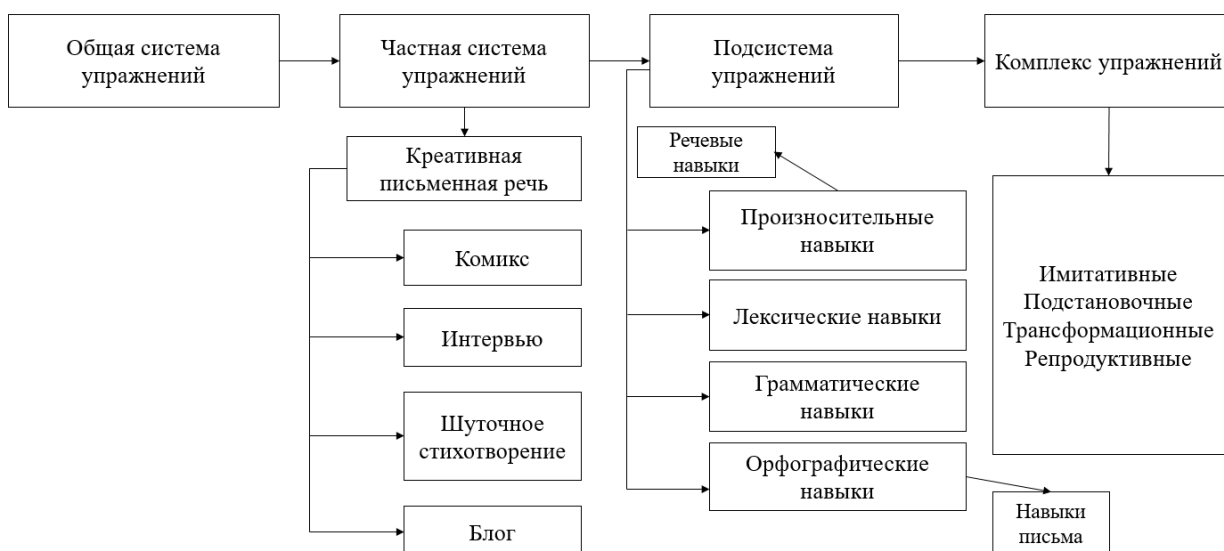 Общая система
упражнений
Частная система
упражнений
Подсистема
упражнений
Комплекс упражнений
Креативная
письменная речь
Комикс
Интервью
Шуточное
стихотворение
Блог
Речевые
навыки
Произносительные
навыки
Лексические навыки
Грамматические
навыки
Орфографические
навыки
Навыки
письма
Имитативные
Подстановочные
Трансформационные
Репродуктивные